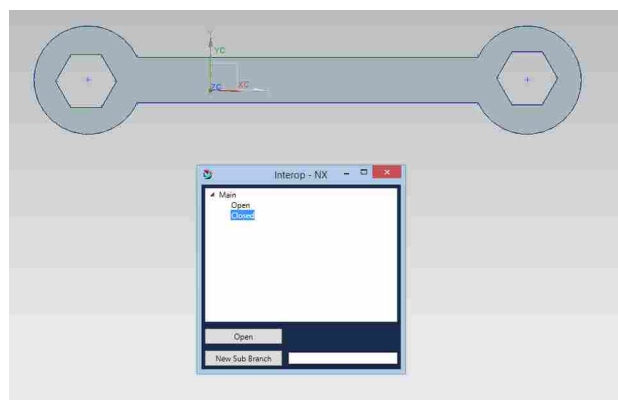 Y
YC
ZC
XC
Interop - NX
Main
Open
Closed
Open
New Sub Branch